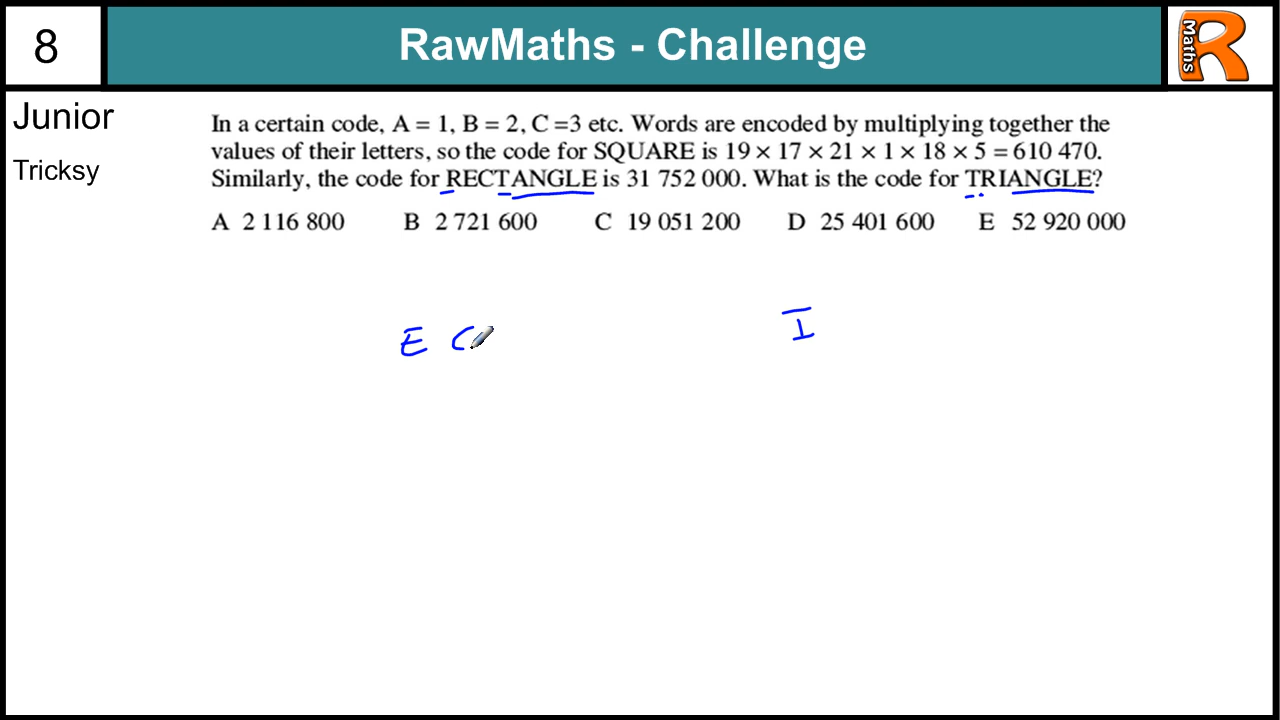 8
RawMaths - Challenge
Maths R
Junior
Tricksy
In a certain code, A = 1, B = 2, C =3 etc. Words are encoded by multiplying together the
values of their letters, so the code for SQUARE is 19 × 17 × 21 × 1 × 18 × 5 = 610 470.
Similarly, the code for RECTANGLE is 31 752 000. What is the code for TRIANGLE?
A 2 116 800 B 2 721 600 C 19 051 200 D 25 401 600 E 52 920 000
E C I